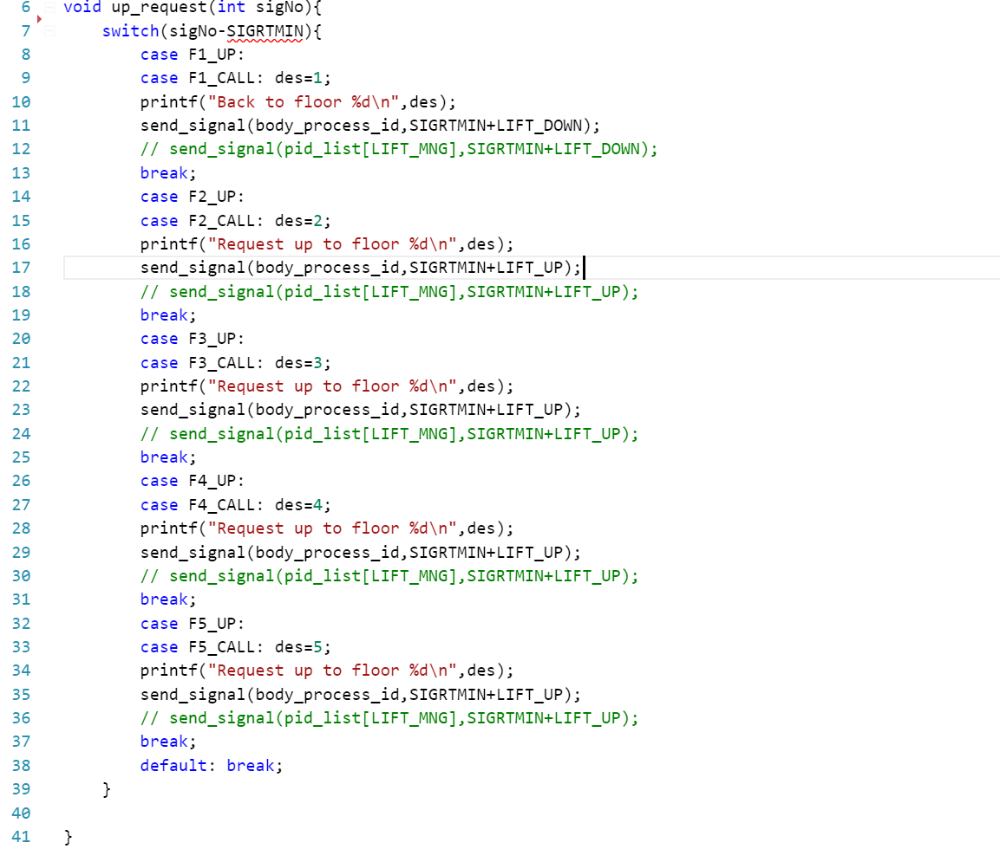 6 void up_request(int sigNo){
7 switch(sigNo-SIGRTMIN){
8 case F1_UP:
9 case F1_CALL: des=1;
10 printf("Back to floor %d\n",des);
11 send_signal(body_process_id,SIGRTMIN+LIFT_DOWN);
12 // send_signal(pid_list[LIFT_MNG],SIGRTMIN+LIFT_DOWN);
13 break;
14 case F2_UP:
15 case F2_CALL: des=2;
16 printf("Request up to floor %d\n",des);
17 send_signal(body_process_id,SIGRTMIN+LIFT_UP);
18 // send_signal(pid_list[LIFT_MNG],SIGRTMIN+LIFT_UP);
19 break;
20 case F3_UP:
21 case F3_CALL: des=3;
22 printf("Request up to floor %d\n",des);
23 send_signal(body_process_id,SIGRTMIN+LIFT_UP);
24 // send_signal(pid_list[LIFT_MNG],SIGRTMIN+LIFT_UP);
25 break;
26 case F4_UP:
27 case F4_CALL: des=4;
28 printf("Request up to floor %d\n",des);
29 send_signal(body_process_id,SIGRTMIN+LIFT_UP);
30 // send_signal(pid_list[LIFT_MNG],SIGRTMIN+LIFT_UP);
31 break;
32 case F5_UP:
33 case F5_CALL: des=5;
34 printf("Request up to floor %d\n",des);
35 send_signal(body_process_id,SIGRTMIN+LIFT_UP);
36 // send_signal(pid_list[LIFT_MNG],SIGRTMIN+LIFT_UP);
37 break;
38 default: break;
39 }
40
41 }